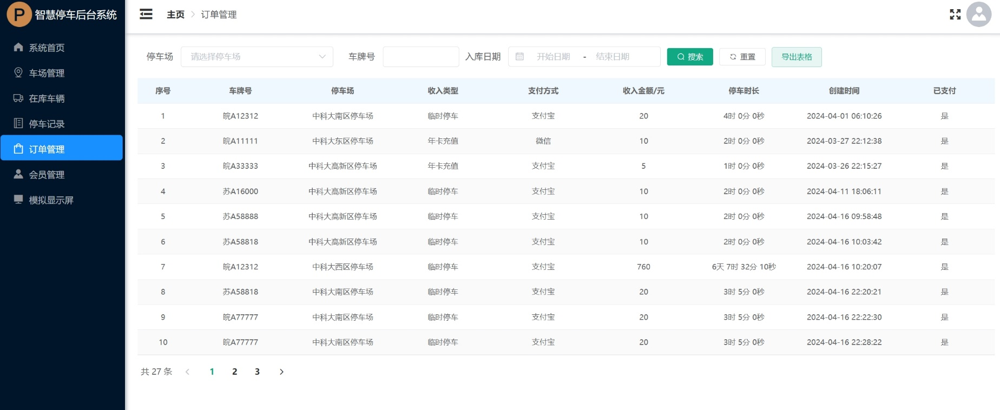 P 智慧停车后台系统
主页 > 订单管理
系统首页
车场管理
在库车辆
停车记录
订单管理
会员管理
模拟显示屏
停车场 请选择停车场 车牌号 入库日期 开始日期 - 结束日期 搜索 重置 导出表格
序号 车牌号 停车场 收入类型 支付方式 收入金额/元 停车时长 创建时间 已支付
1 皖A12312 中科大南区停车场 临时停车 支付宝 20 4时 0分 0秒 2024-04-01 06:10:26 是
2 皖A11111 中科大东区停车场 年卡充值 微信 10 2时 0分 0秒 2024-03-27 22:12:38 是
3 皖A33333 中科大高新区停车场 年卡充值 支付宝 5 1时 0分 0秒 2024-03-26 22:15:27 是
4 苏A16000 中科大高新区停车场 临时停车 支付宝 10 2时 0分 0秒 2024-04-11 18:06:11 是
5 苏A58888 中科大高新区停车场 临时停车 支付宝 10 2时 0分 0秒 2024-04-16 09:58:48 是
6 苏A58818 中科大高新区停车场 临时停车 支付宝 10 2时 0分 0秒 2024-04-16 10:03:42 是
7 皖A12312 中科大西区停车场 临时停车 支付宝 760 6天 7时 32分 10秒 2024-04-16 10:20:07 是
8 苏A58818 中科大南区停车场 临时停车 支付宝 20 3时 5分 0秒 2024-04-16 22:20:21 是
9 皖A77777 中科大南区停车场 临时停车 支付宝 20 3时 5分 0秒 2024-04-16 22:22:30 是
10 皖A77777 中科大南区停车场 临时停车 支付宝 20 3时 5分 0秒 2024-04-16 22:28:22 是
共 27 条 < 1 2 3 >